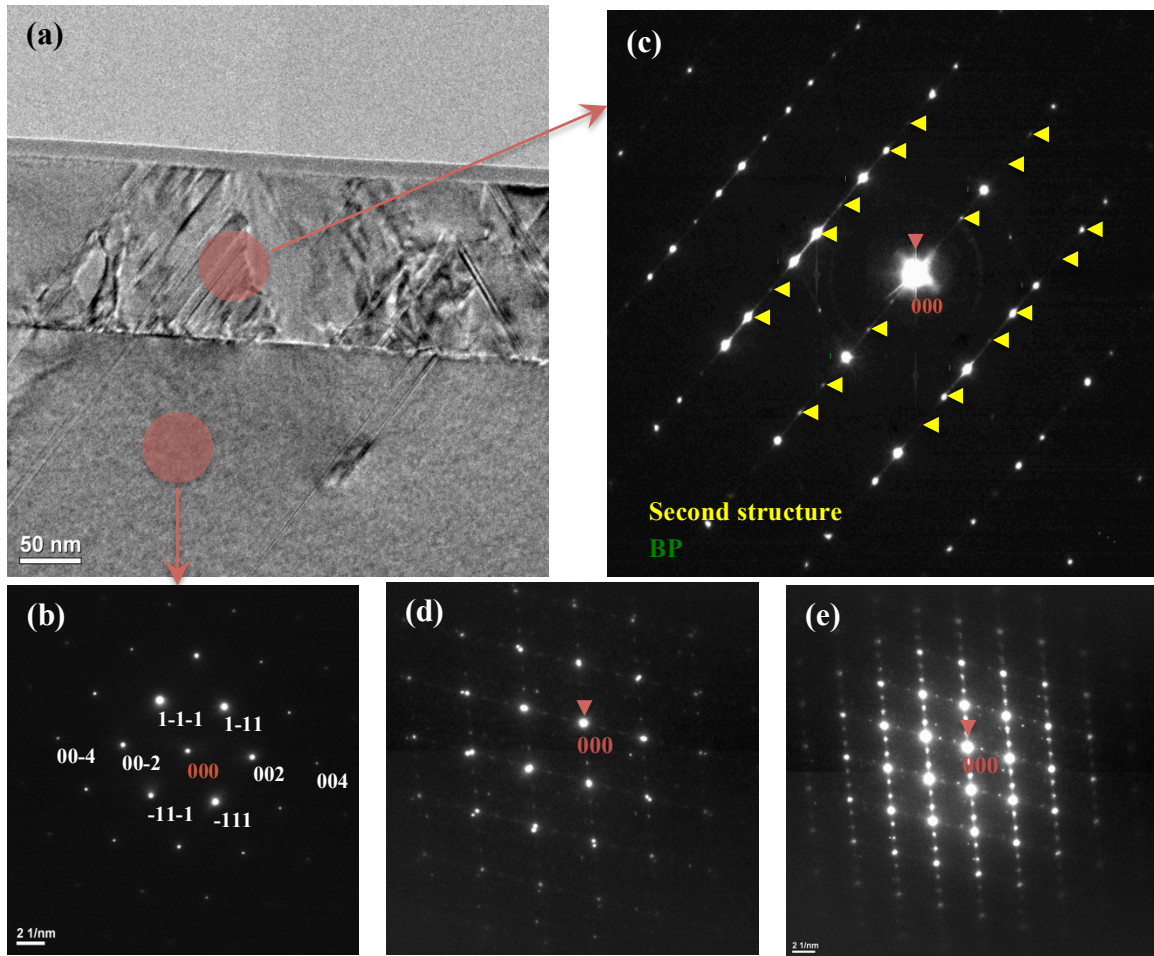 (a)
50 nm
(c)
000
Second structure
BP
(b)
1-1-1
1-11
00-4
00-2
000
002
004
-11-1
-111
2 1/nm
(d)
000
(e)
000
2 1/nm